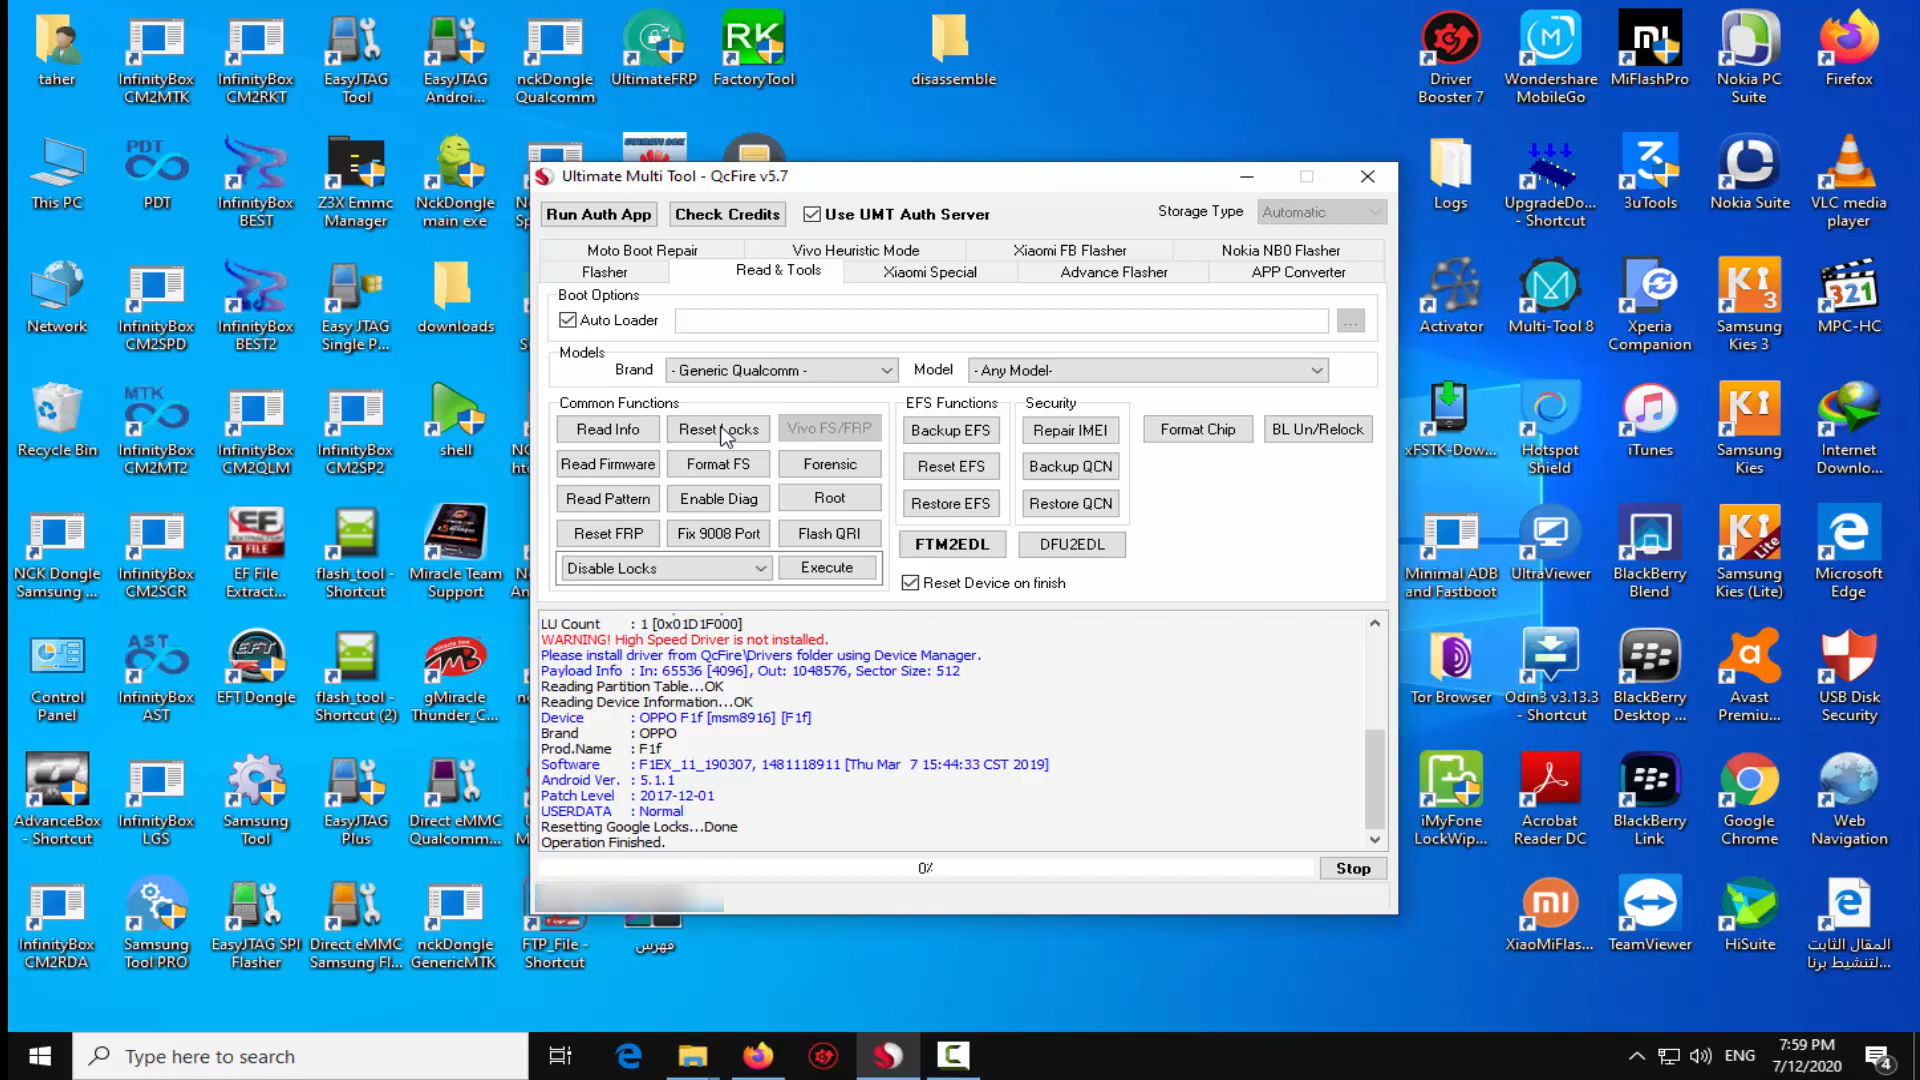 taher
InfinityBox
CM2MTK
InfinityBox
CM2RKT
EasyJTAG
Tool
EasyJTAG
Androi...
nckDongle
Qualcomm
UltimateFRP
RK
FactoryTool
disassemble
Driver
Booster 7
Wondershare
MobileGo
MiFlashPro
Nokia PC
Suite
Firefox
This PC
PDT
PDT
InfinityBox
BEST
Z3X Emmc
Manager
NckDongle
main exe
Logs
UpgradeDo...
- Shortcut
3uTools
Nokia Suite
VLC media
player
Network
InfinityBox
CM2SPD
InfinityBox
BEST2
Easy JTAG
Single P...
downloads
Activator
Multi-Tool 8
Xperia
Companion
Samsung
Kies 3
321
MPC-HC
Recycle Bin
MTK
InfinityBox
CM2MT2
InfinityBox
CM2QLM
InfinityBox
CM2SP2
shell
xFSTK-Dow...
Hotspot
Shield
iTunes
Samsung
Kies
Internet
Downlo...
NCK Dongle
Samsung ...
InfinityBox
CM2SCR
EF File
Extract...
flash_tool -
Shortcut
Miracle Team
Support
Minimal ADB
and Fastboot
UltraViewer
BlackBerry
Blend
Samsung
Kies (Lite)
Microsoft
Edge
Control
Panel
AST
InfinityBox
AST
EFT Dongle
flash_tool -
Shortcut (2)
gMiracle
Thunder_C...
Tor Browser
Odin3 v3.13.3
- Shortcut
BlackBerry
Desktop ...
Avast
Premiu...
USB Disk
Security
AdvanceBox
- Shortcut
InfinityBox
LGS
Samsung
Tool
EasyJTAG
Plus
Direct eMMC
Qualcomm...
iMyFone
LockWip...
Acrobat
Reader DC
BlackBerry
Link
Google
Chrome
Web
Navigation
InfinityBox
CM2RDA
Samsung
Tool PRO
EasyJTAG SPI
Flasher
Direct eMMC
Samsung Fl...
nckDongle
GenericMTK
FTP_File -
Shortcut
فهرس
XiaoMiFlas...
TeamViewer
HiSuite
المقال الثابت
لتنشيط برنا...
Ultimate Multi Tool - QcFire v5.7
Run Auth App
Check Credits
Use UMT Auth Server
Storage Type
Automatic
Moto Boot Repair
Vivo Heuristic Mode
Xiaomi FB Flasher
Nokia NB0 Flasher
Flasher
Read & Tools
Xiaomi Special
Advance Flasher
APP Converter
Boot Options
Auto Loader
...
Models
Brand
- Generic Qualcomm -
Model
- Any Model-
Common Functions
EFS Functions
Security
Read Info
Reset Locks
Vivo FS/FRP
Backup EFS
Repair IMEI
Format Chip
BL Un/Relock
Read Firmware
Format FS
Forensic
Reset EFS
Backup QCN
Read Pattern
Enable Diag
Root
Restore EFS
Restore QCN
Reset FRP
Fix 9008 Port
Flash QRI
FTM2EDL
DFU2EDL
Disable Locks
Execute
Reset Device on finish
LU Count : 1 [0x01D1F000]
WARNING! High Speed Driver is not installed.
Please install driver from QcFire\Drivers folder using Device Manager.
Payload Info : In: 65536 [4096], Out: 1048576, Sector Size: 512
Reading Partition Table...OK
Reading Device Information...OK
Device : OPPO F1f [msm8916] [F1f]
Brand : OPPO
Prod.Name : F1f
Software : F1EX_11_190307, 1481118911 [Thu Mar 7 15:44:33 CST 2019]
Android Ver. : 5.1.1
Patch Level : 2017-12-01
USERDATA : Normal
Resetting Google Locks...Done
Operation Finished.
0%
Stop
Type here to search
ENG
7:59 PM
7/12/2020
4